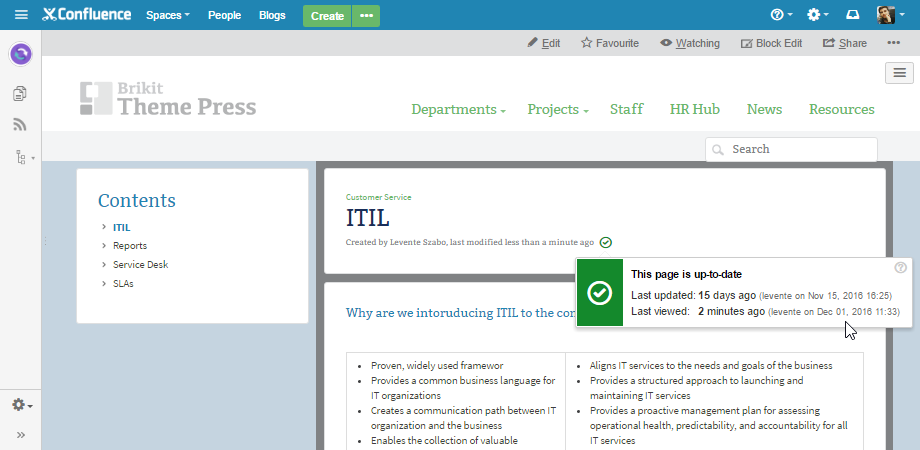 Confluence Spaces People Blogs Create •••
Edit Favourite Watching Block Edit Share •••
Brikit
Theme Press
Departments Projects Staff HR Hub News Resources
Search
Contents
ITIL
Reports
Service Desk
SLAs
Customer Service
ITIL
Created by Levente Szabo, last modified less than a minute ago
This page is up-to-date
Last updated: 15 days ago (levente on Nov 15, 2016 16:25)
Last viewed: 2 minutes ago (levente on Dec 01, 2016 11:33)
Why are we intoruducing ITIL to the
• Proven, widely used framewor
• Provides a common business language for
IT organizations
• Creates a communication path between IT
organization and the business
• Enables the collection of valuable
• Aligns IT services to the needs and goals of the business
• Provides a structured approach to launching and
maintaining IT services
• Provides a proactive management plan for assessing
operational health, predictability, and accountability for all
IT services